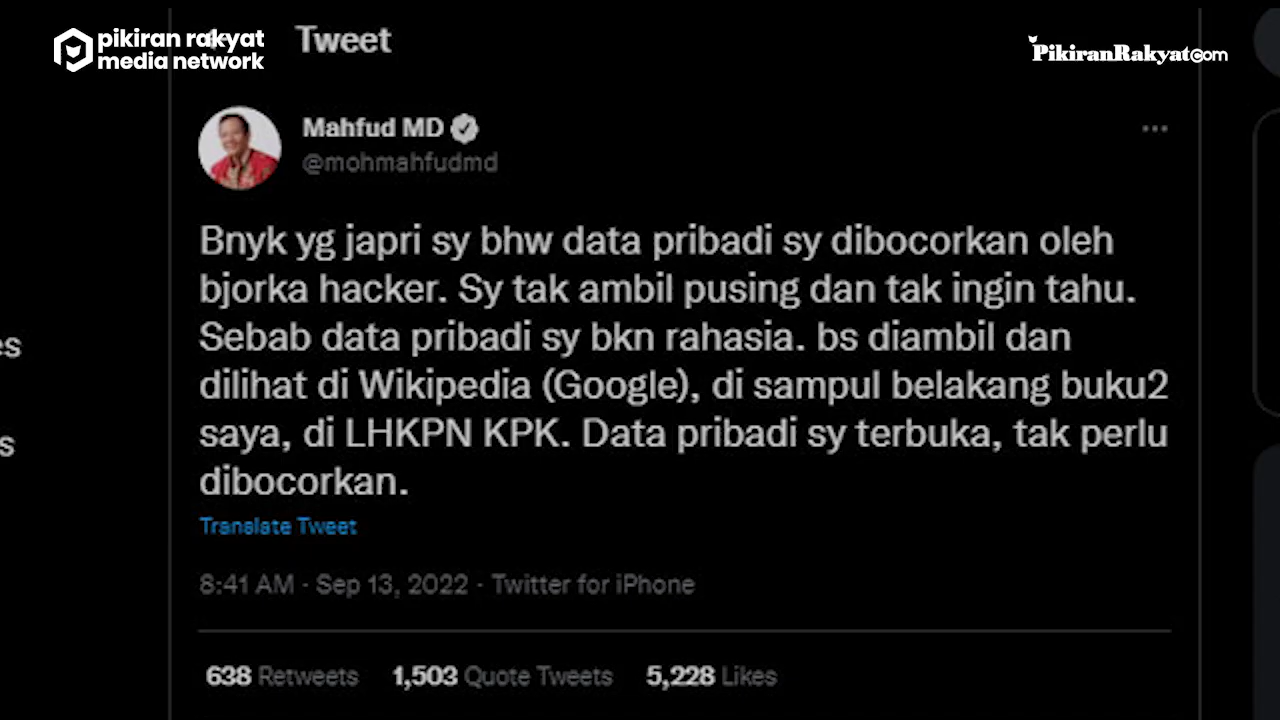 pikiran rakyat
media network
Tweet
PikiranRakyat.com
Mahfud MD
@mohmahfudmd
Bnyk yg japri sy bhw data pribadi sy dibocorkan oleh
bjorka hacker. Sy tak ambil pusing dan tak ingin tahu.
Sebab data pribadi sy bkn rahasia. bs diambil dan
dilihat di Wikipedia (Google), di sampul belakang buku2
saya, di LHKPN KPK. Data pribadi sy terbuka, tak perlu
dibocorkan.
Translate Tweet
8:41 AM · Sep 13, 2022 · Twitter for iPhone
638 Retweets 1,503 Quote Tweets 5,228 Likes